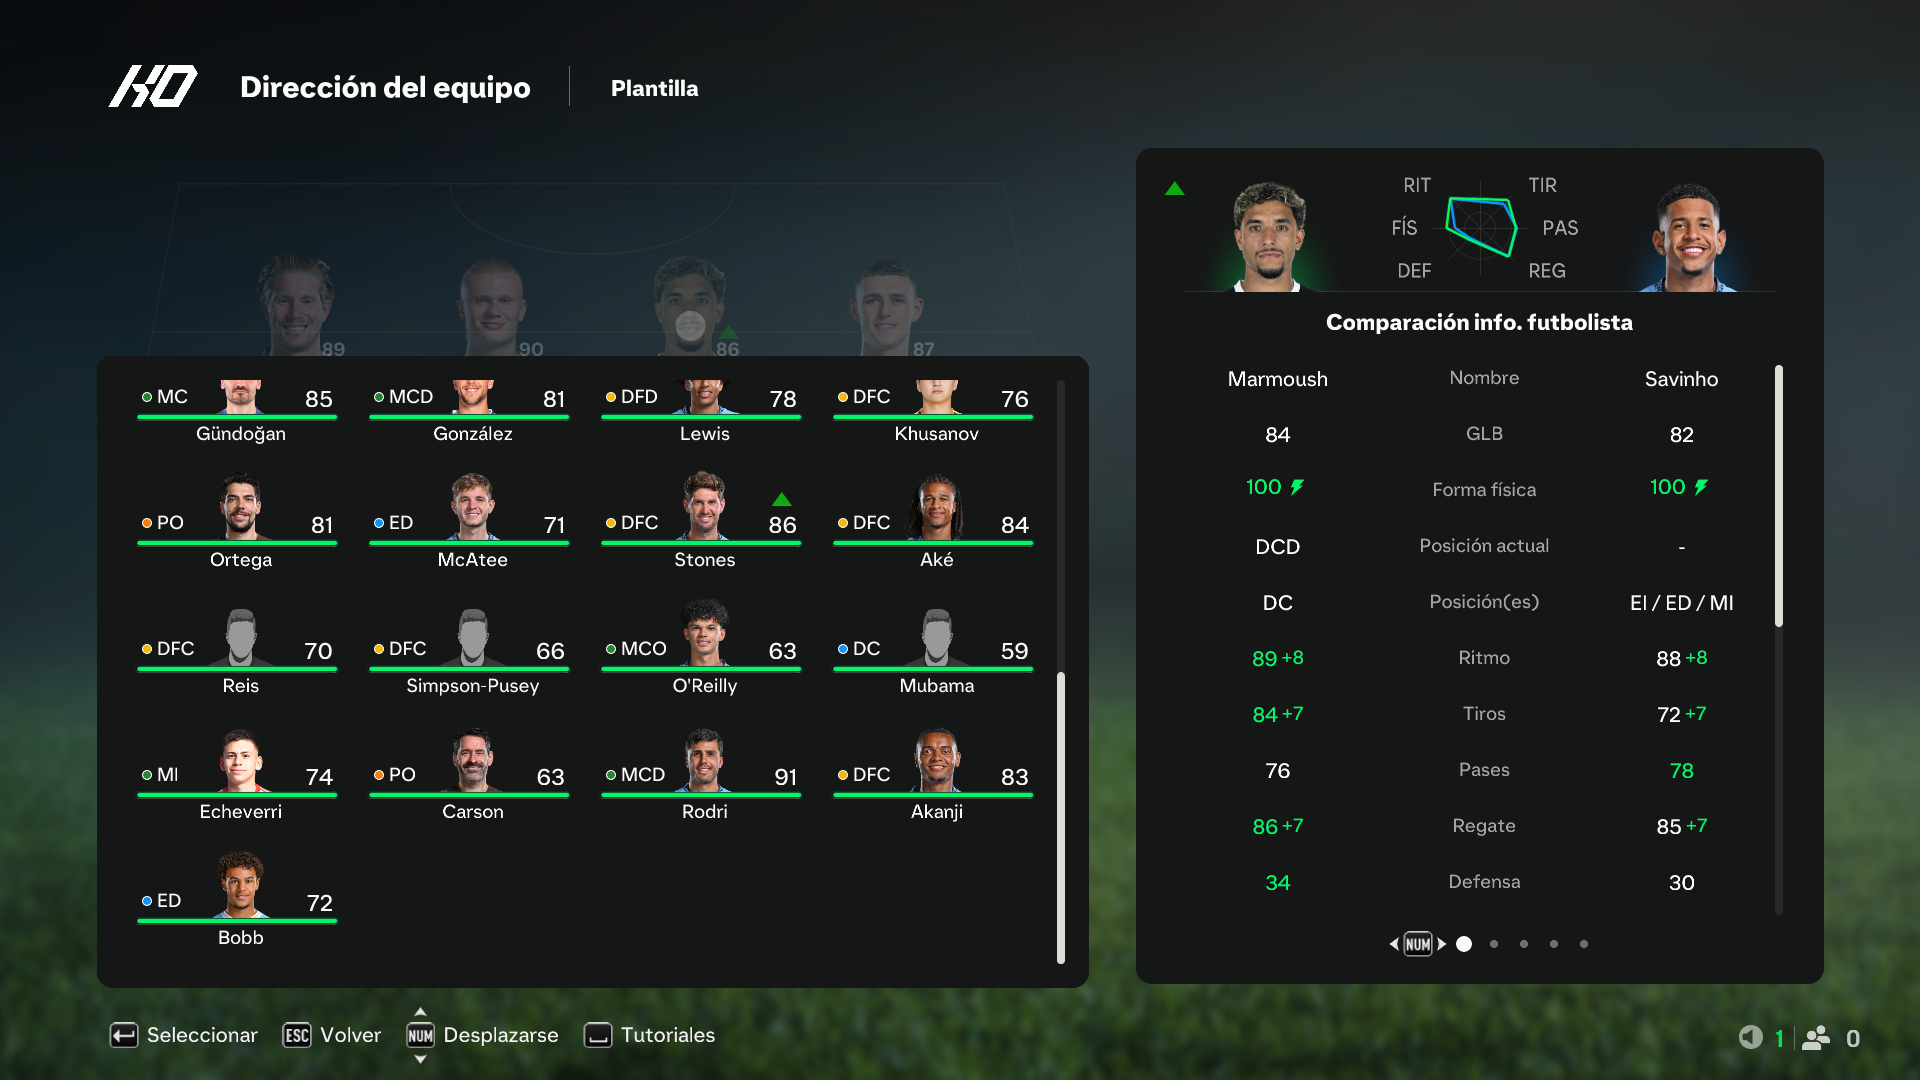 KO
Dirección del equipo
Plantilla
89
90
86
87
MC 85
Gündoğan
MCD 81
González
DFD 78
Lewis
DFC 76
Khusanov
PO 81
Ortega
ED 71
McAtee
DFC 86
Stones
DFC 84
Aké
DFC 70
Reis
DFC 66
Simpson-Pusey
MCO 63
O'Reilly
DC 59
Mubama
MI 74
Echeverri
PO 63
Carson
MCD 91
Rodri
DFC 83
Akanji
ED 72
Bobb
RIT TIR
FÍS PAS
DEF REG
Comparación info. futbolista
Marmoush Nombre Savinho
84 GLB 82
100 Forma física 100
DCD Posición actual -
DC Posición(es) EI / ED / MI
89 +8 Ritmo 88 +8
84 +7 Tiros 72 +7
76 Pases 78
86 +7 Regate 85 +7
34 Defensa 30
NUM
Seleccionar
ESC Volver
NUM Desplazarse
Tutoriales
1 0